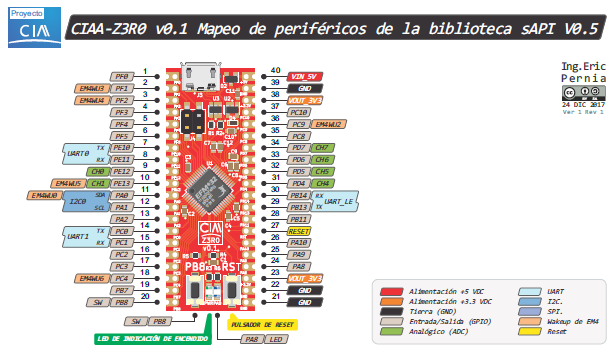 Proyecto
CIAA
CIAA-Z3R0 v0.1 Mapeo de periféricos de la biblioteca sAPI V0.5
Ing.Eric
Pernia
24 DIC 2017
Ver 1 Rev 1
PF0 1
EM4WU3 PF1 2
EM4WU4 PF2 3
PF3 4
PF4 5
PF5 6
UART0 TX PE10 7
RX PE11 8
CH0 PE12 9
EM4WU5 CH1 PE13 10
EM4WU0 I2C0 SDA PA0 11
SCL PA1 12
PA2 13
UART1 TX PC0 14
RX PC1 15
PC2 16
PC3 17
EM4WU6 PC4 18
PB7 19
SW PB8 20
40 VIN_5V
39 GND
38 VOUT_3V3
37 PC10
36 PC9 EM4WU2
35 PC8
34 PD7 CH7
33 PD6 CH6
32 PD5 CH5
31 PD4 CH4
30 PB14 RX UART_LE
29 PB13 TX
28 PB11
27 RESET
26 PA10
25 PA9
24 PA8
23 VOUT_3V3
22 GND
21 GND
CIAA
Z3R0
v0.1
PB8
RST
SW PB8
LED DE INDICACIÓN DE ENCENDIDO
PULSADOR DE RESET
PA8 LED
Alimentación +5 VDC
Alimentación +3.3 VDC
Tierra (GND)
Entrada/Salida (GPIO)
Analógico (ADC)
UART
I2C.
SPI.
Wakeup de EM4
Reset